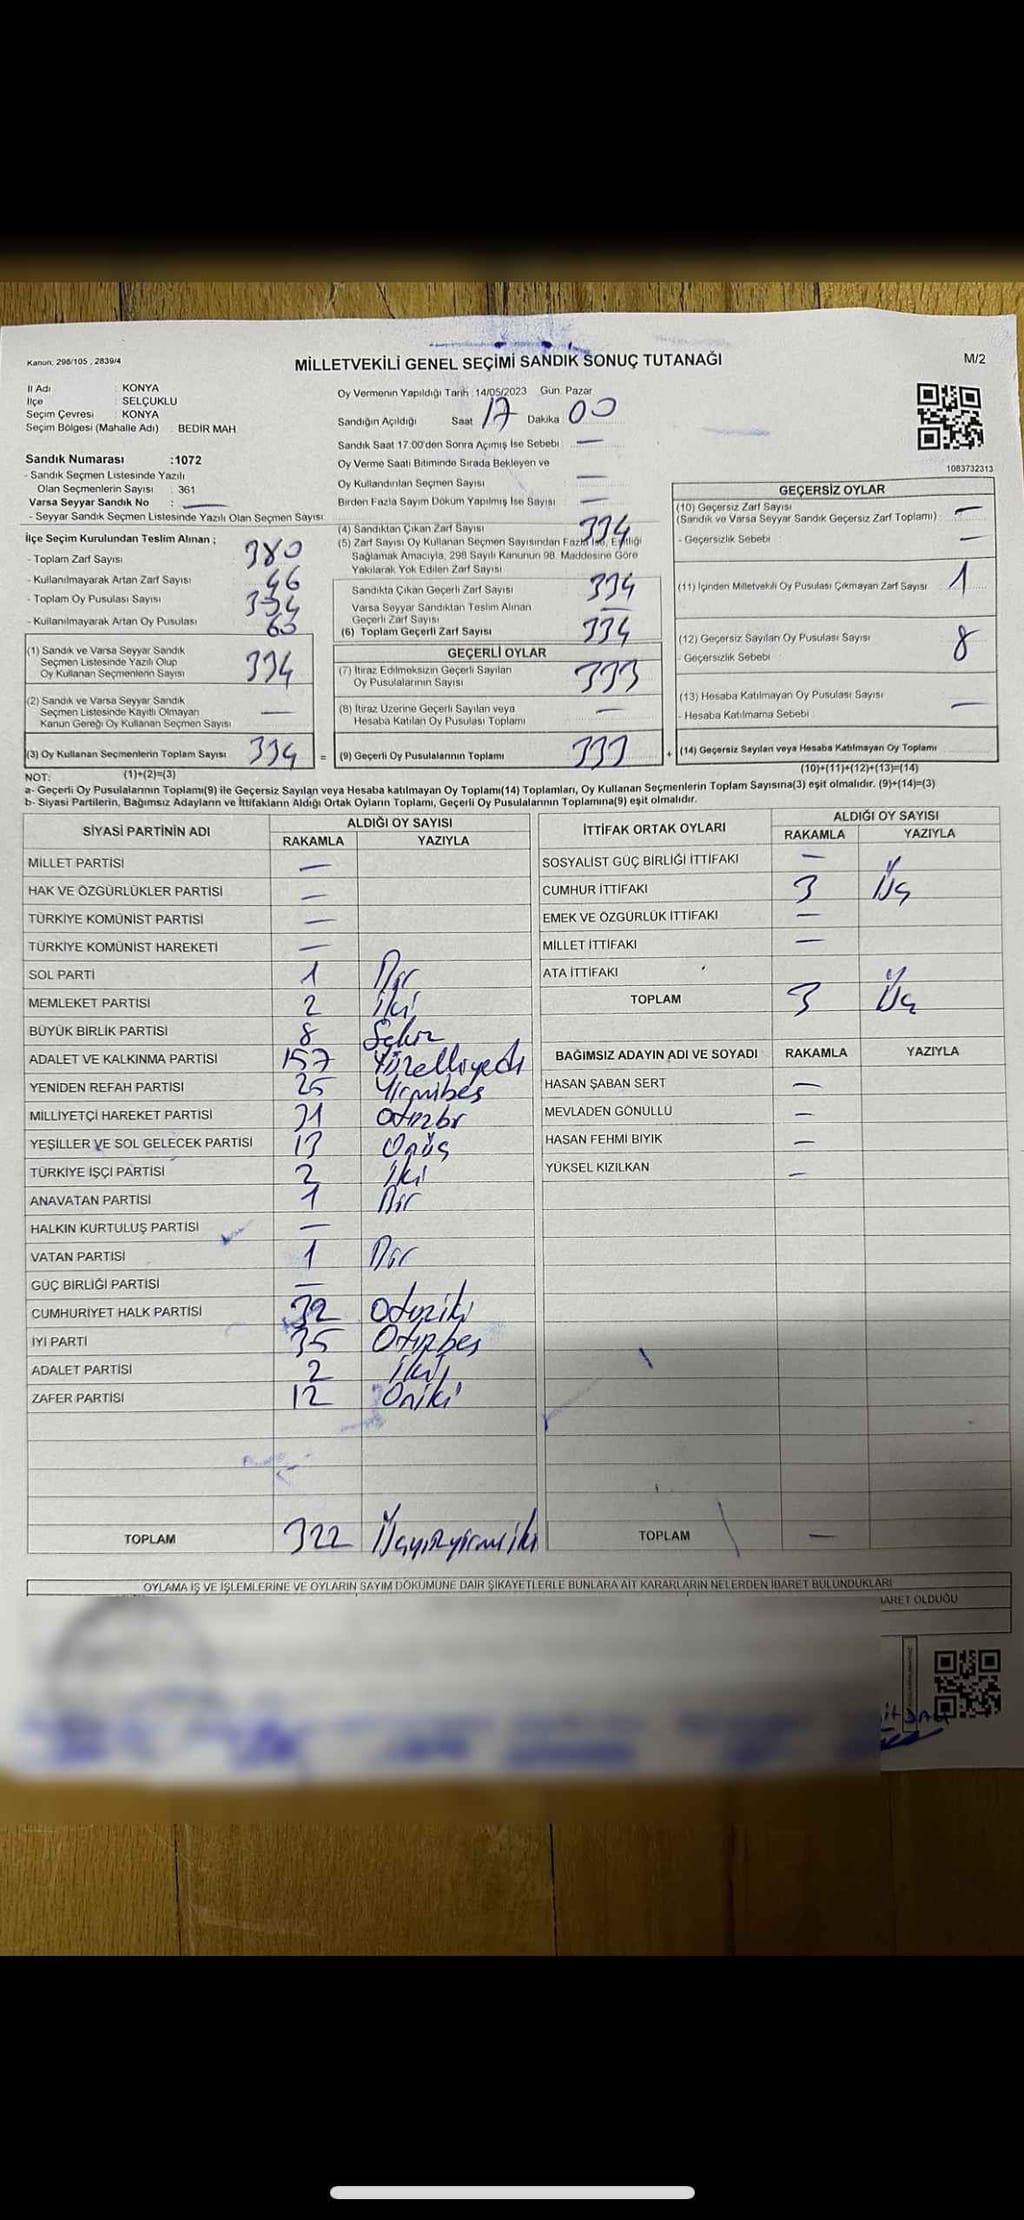 Kanun, 298/105 , 2839/4
MİLLETVEKİLİ GENEL SEÇİMİ SANDIK SONUÇ TUTANAĞI
M/2
İl Adı : KONYA
İlçe : SELÇUKLU
Seçim Çevresi : KONYA
Seçim Bölgesi (Mahalle Adı) : BEDİR MAH.
Sandık Numarası :1072
- Sandık Seçmen Listesinde Yazılı
Olan Seçmenlerin Sayısı : 361
Varsa Seyyar Sandık No : —
- Seyyar Sandık Seçmen Listesinde Yazılı Olan Seçmen Sayısı
İlçe Seçim Kurulundan Teslim Alınan ;
- Toplam Zarf Sayısı 380
- Kullanılmayarak Artan Zarf Sayısı 46
- Toplam Oy Pusulası Sayısı
- Kullanılmayarak Artan Oy Pusulası
(1) Sandık ve Varsa Seyyar Sandık
Seçmen Listesinde Yazılı Olup
Oy Kullanan Seçmenlerin Sayısı 334
(2) Sandık ve Varsa Seyyar Sandık
Seçmen Listesinde Kayıtlı Olmayan
Kanun Gereği Oy Kullanan Seçmen Sayısı —
(3) Oy Kullanan Seçmenlerin Toplam Sayısı 334 =
(1)+(2)=(3)
Oy Vermenin Yapıldığı Tarih : 14/05/2023 Gün: Pazar
Sandığın Açıldığı Saat 17 Dakika 00
Sandık Saat 17:00'den Sonra Açımış İse Sebebi : —
Oy Verme Saati Bitiminde Sırada Bekleyen ve
Oy Kullandırılan Seçmen Sayısı —
Birden Fazla Sayım Döküm Yapılmış İse Sayısı —
(4) Sandıktan Çıkan Zarf Sayısı 334
(5) Zarf Sayısı Oy Kullanan Seçmen Sayısından Fazla İse, Eşitliği
Sağlamak Amacıyla, 298 Sayılı Kanunun 98. Maddesine Göre
Yakılarak Yok Edilen Zarf Sayısı
Sandıkta Çıkan Geçerli Zarf Sayısı 334
Varsa Seyyar Sandıktan Teslim Alınan
Geçerli Zarf Sayısı —
(6) Toplam Geçerli Zarf Sayısı 334
GEÇERLİ OYLAR
(7) İtiraz Edilmeksizin Geçerli Sayılan
Oy Pusulalarının Sayısı 333
(8) İtiraz Üzerine Geçerli Sayılan veya
Hesaba Katılan Oy Pusulası Toplamı —
(9) Geçerli Oy Pusulalarının Toplamı 333 +
1083732313
GEÇERSİZ OYLAR
(10) Geçersiz Zarf Sayısı
(Sandık ve Varsa Seyyar Sandık Geçersiz Zarf Toplamı) : —
- Geçersizlik Sebebi : —
(11) İçinden Milletvekili Oy Pusulası Çıkmayan Zarf Sayısı 1
(12) Geçersiz Sayılan Oy Pusulası Sayısı 8
- Geçersizlik Sebebi :
(13) Hesaba Katılmayan Oy Pusulası Sayısı —
- Hesaba Katılmama Sebebi :
(14) Geçersiz Sayılan veya Hesaba Katılmayan Oy Toplamı
(10)+(11)+(12)+(13)=(14)
NOT:
a- Geçerli Oy Pusulalarının Toplamı(9) ile Geçersiz Sayılan veya Hesaba katılmayan Oy Toplamı(14) Toplamları, Oy Kullanan Seçmenlerin Toplam Sayısına(3) eşit olmalıdır. (9)+(14)=(3)
b- Siyasi Partilerin, Bağımsız Adayların ve İttifakların Aldığı Ortak Oyların Toplamı, Geçerli Oy Pusulalarının Toplamına(9) eşit olmalıdır.
SİYASİ PARTİNİN ADI ALDIĞI OY SAYISI
RAKAMLA YAZIYLA
MİLLET PARTİSİ —
HAK VE ÖZGÜRLÜKLER PARTİSİ —
TÜRKİYE KOMÜNİST PARTİSİ —
TÜRKİYE KOMÜNİST HAREKETİ —
SOL PARTİ 1 Bir
MEMLEKET PARTİSİ 2 İki
BÜYÜK BİRLİK PARTİSİ 8 Sekiz
ADALET VE KALKINMA PARTİSİ 157 Yüzelliyedi
YENİDEN REFAH PARTİSİ 25 Yirmibeş
MİLLİYETÇİ HAREKET PARTİSİ 31 Otuzbir
YEŞİLLER VE SOL GELECEK PARTİSİ 13 Onüç
TÜRKİYE İŞÇİ PARTİSİ 2 İki
ANAVATAN PARTİSİ 1 Bir
HALKIN KURTULUŞ PARTİSİ —
VATAN PARTİSİ 1 Bir
GÜÇ BİRLİĞİ PARTİSİ —
CUMHURİYET HALK PARTİSİ 32 Otuziki
İYİ PARTİ 35 Otuzbeş
ADALET PARTİSİ 2 İki
ZAFER PARTİSİ 12 Oniki
TOPLAM 322 Üçyüzyirmiiki
İTTİFAK ORTAK OYLARI ALDIĞI OY SAYISI
RAKAMLA YAZIYLA
SOSYALİST GÜÇ BİRLİĞİ İTTİFAKI —
CUMHUR İTTİFAKI 3 Üç
EMEK VE ÖZGÜRLÜK İTTİFAKI —
MİLLET İTTİFAKI —
ATA İTTİFAKI
TOPLAM 3 Üç
BAĞIMSIZ ADAYIN ADI VE SOYADI RAKAMLA YAZIYLA
HASAN ŞABAN SERT —
MEVLADEN GÖNÜLLÜ —
HASAN FEHMİ BIYIK —
YÜKSEL KIZILKAN —
TOPLAM —
OYLAMA İŞ VE İŞLEMLERİNE VE OYLARIN SAYIM DÖKÜMÜNE DAİR ŞİKAYETLERLE BUNLARA AİT KARARLARIN NELERDEN İBARET BULUNDUKLARI
BARET OLDUĞU